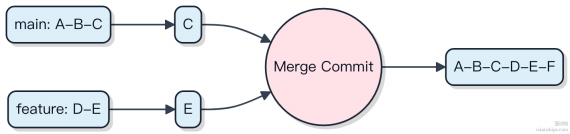 main: A–B–C
C
Merge Commit
A–B–C–D–E–F
feature: D–E
E